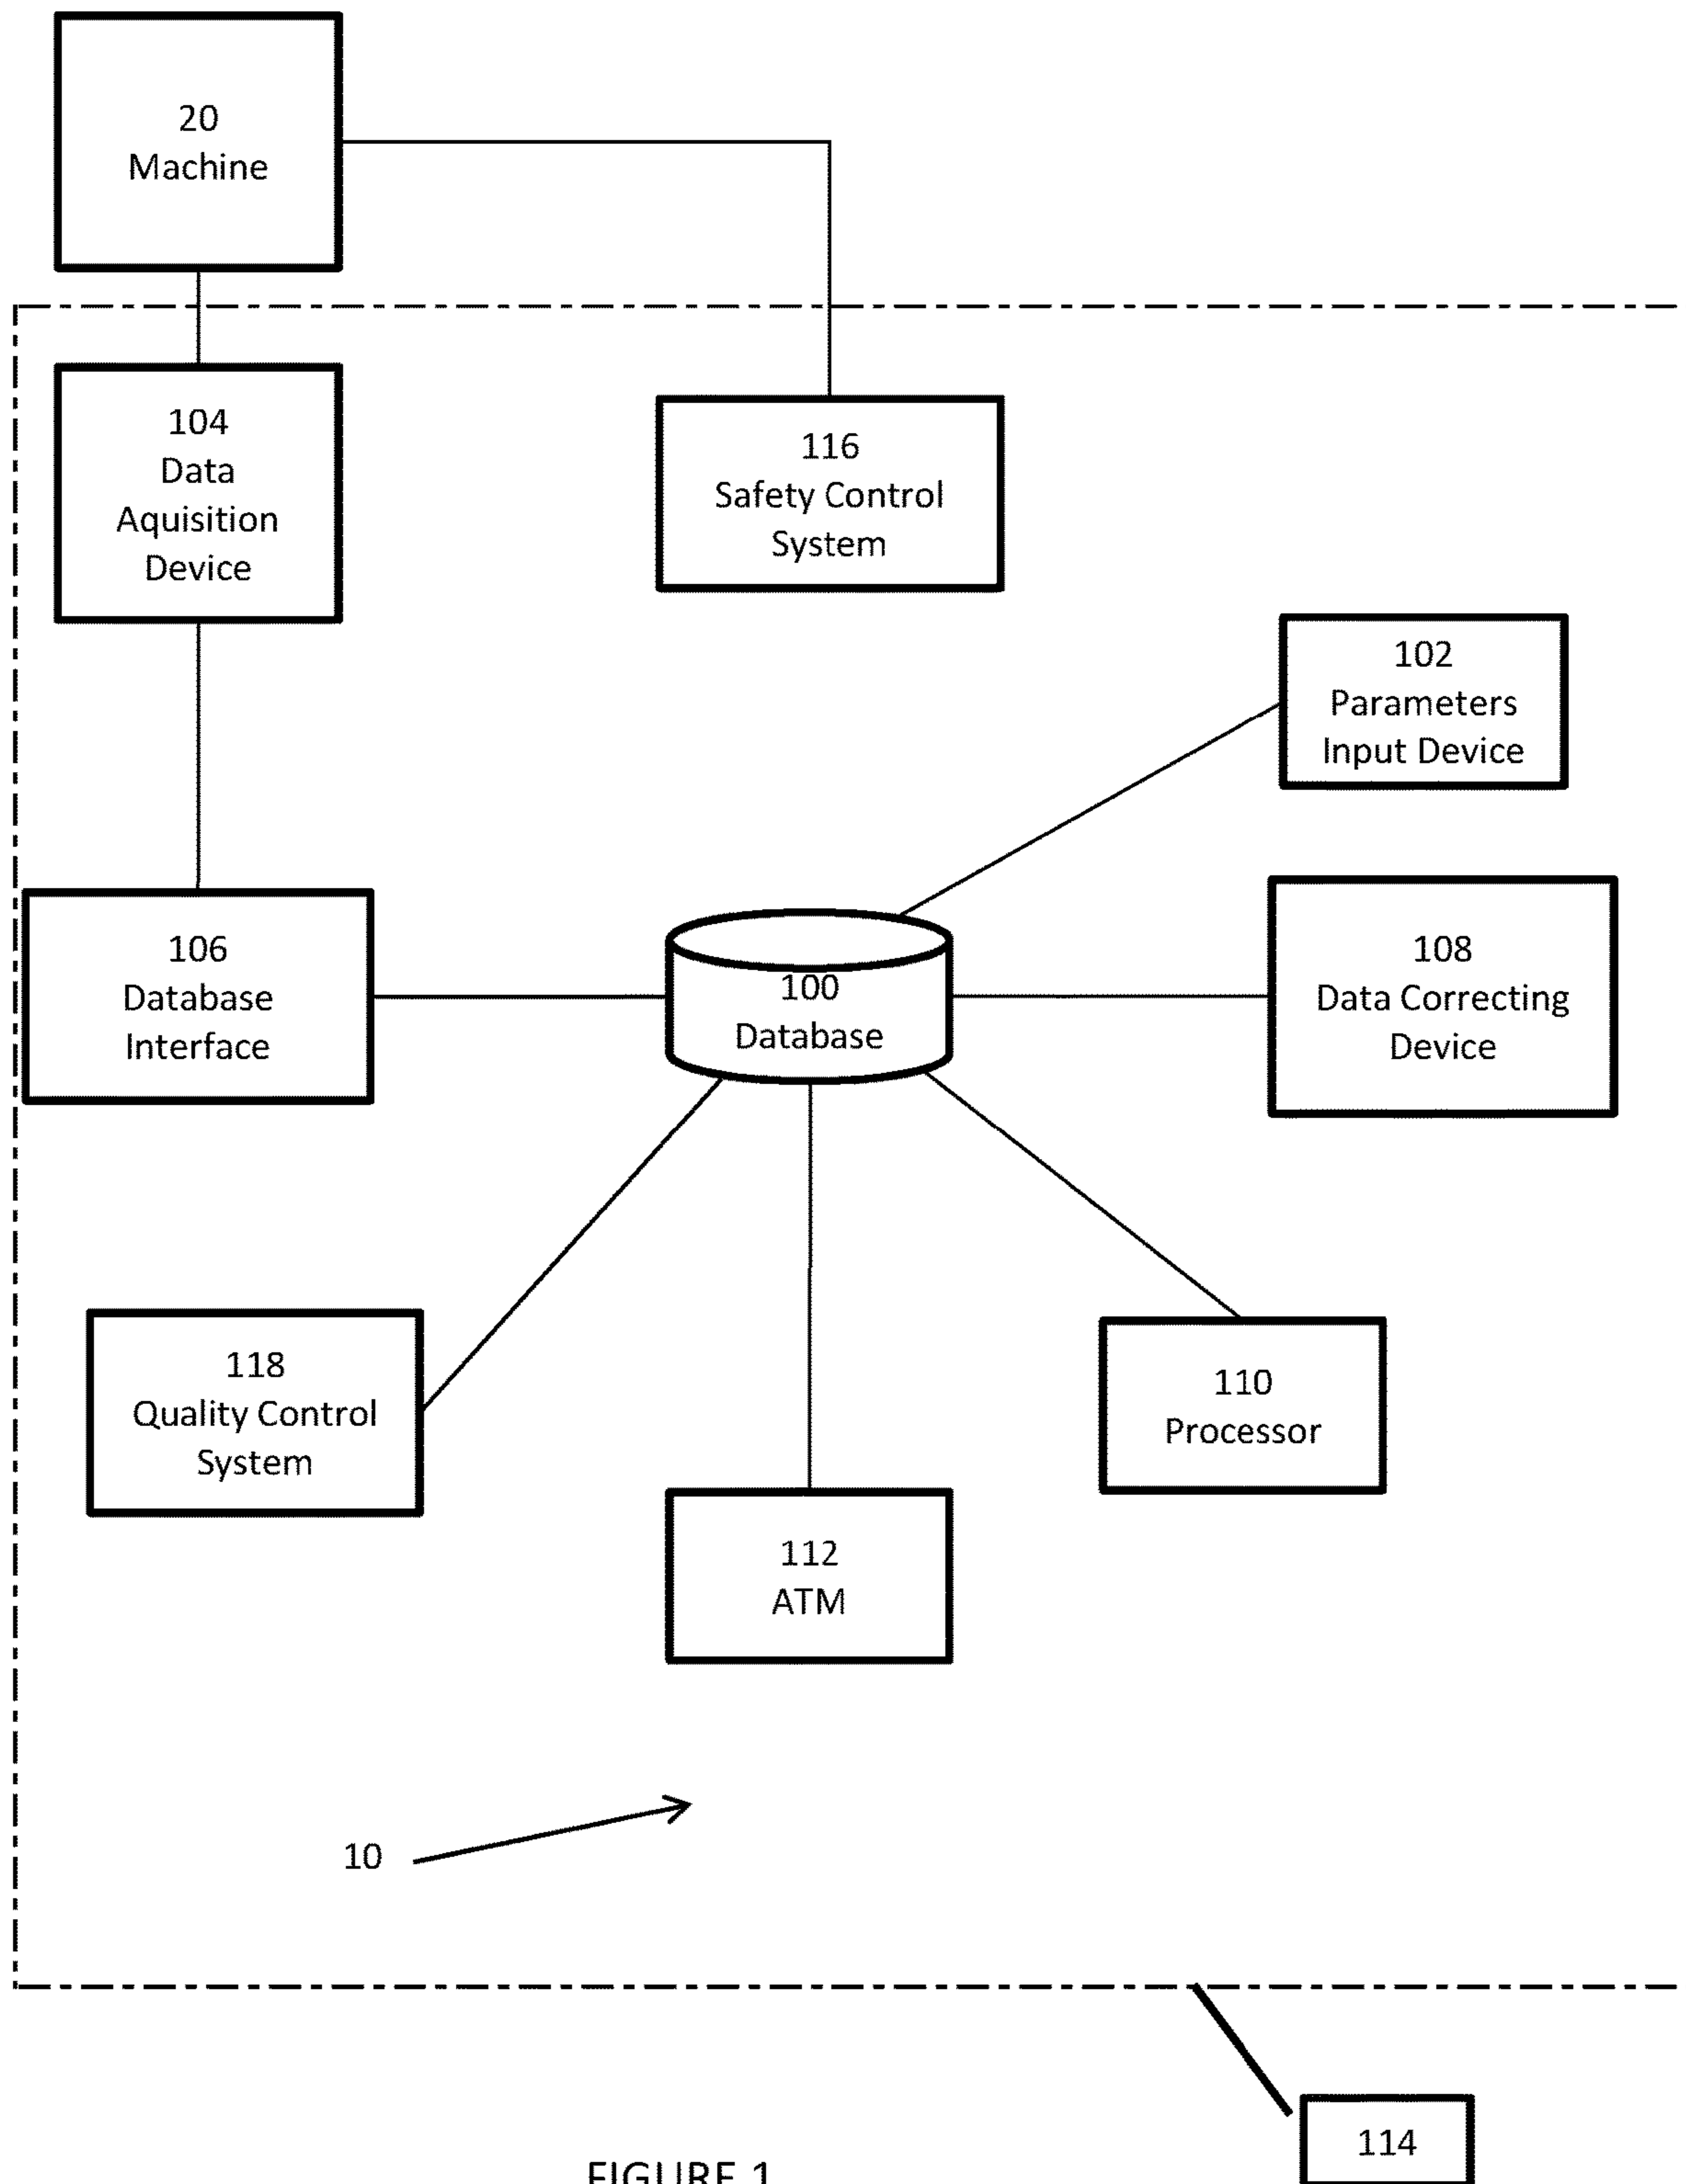 20
Machine
104
Data
Aquisition
Device
116
Safety Control
System
102
Parameters
Input Device
106
Database
Interface
100
Database
108
Data Correcting
Device
118
Quality Control
System
110
Processor
112
ATM
10
114
FIGURE 1